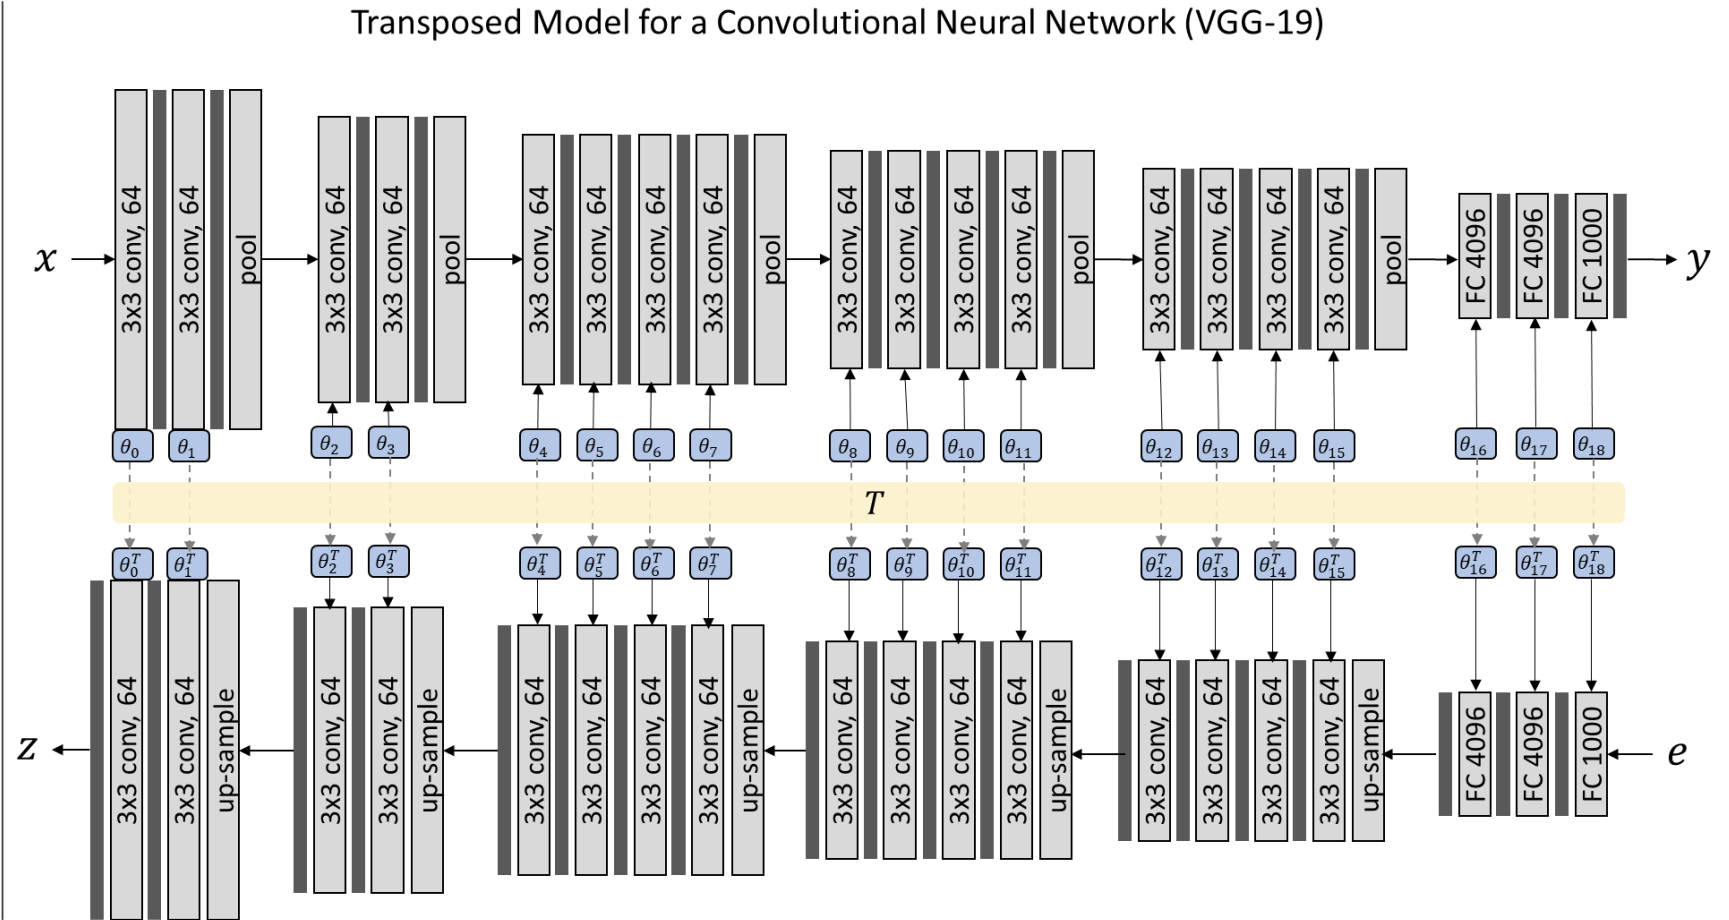 Transposed Model for a Convolutional Neural Network (VGG-19)
x
3x3 conv, 64
3x3 conv, 64
pool
3x3 conv, 64
3x3 conv, 64
pool
3x3 conv, 64
3x3 conv, 64
3x3 conv, 64
3x3 conv, 64
pool
3x3 conv, 64
3x3 conv, 64
3x3 conv, 64
3x3 conv, 64
pool
3x3 conv, 64
3x3 conv, 64
3x3 conv, 64
3x3 conv, 64
pool
FC 4096
FC 4096
FC 1000
y
θ₀
θ₁
θ₂
θ₃
θ₄
θ₅
θ₆
θ₇
θ₈
θ₉
θ₁₀
θ₁₁
θ₁₂
θ₁₃
θ₁₄
θ₁₅
θ₁₆
θ₁₇
θ₁₈
T
θ₀ᵀ
θ₁ᵀ
θ₂ᵀ
θ₃ᵀ
θ₄ᵀ
θ₅ᵀ
θ₆ᵀ
θ₇ᵀ
θ₈ᵀ
θ₉ᵀ
θ₁₀ᵀ
θ₁₁ᵀ
θ₁₂ᵀ
θ₁₃ᵀ
θ₁₄ᵀ
θ₁₅ᵀ
θ₁₆ᵀ
θ₁₇ᵀ
θ₁₈ᵀ
z
3x3 conv, 64
3x3 conv, 64
up-sample
3x3 conv, 64
3x3 conv, 64
up-sample
3x3 conv, 64
3x3 conv, 64
3x3 conv, 64
3x3 conv, 64
up-sample
3x3 conv, 64
3x3 conv, 64
3x3 conv, 64
3x3 conv, 64
up-sample
3x3 conv, 64
3x3 conv, 64
3x3 conv, 64
3x3 conv, 64
up-sample
FC 4096
FC 4096
FC 1000
e